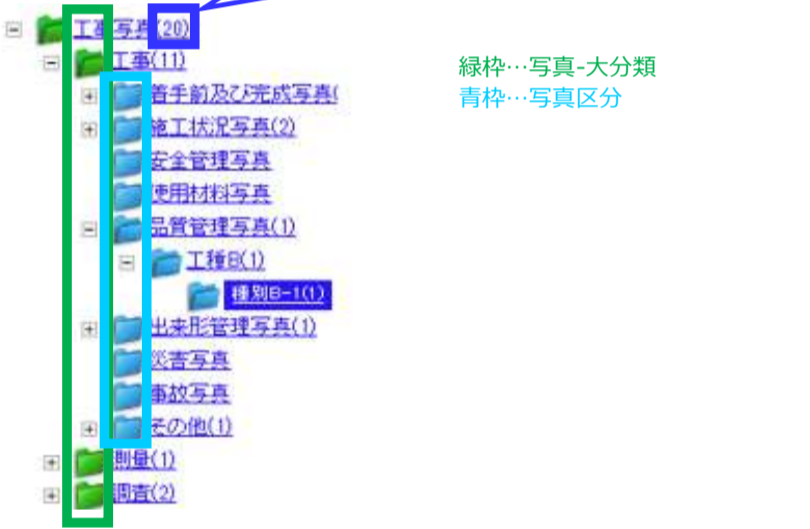 工事写真(20)
工事(11)
着手前及び完成写真(
施工状況写真(2)
安全管理写真
使用材料写真
品質管理写真(1)
工種B(1)
種別B-1(1)
出来形管理写真(1)
災害写真
事故写真
その他(1)
測量(1)
調査(2)
緑枠…写真-大分類
青枠…写真区分